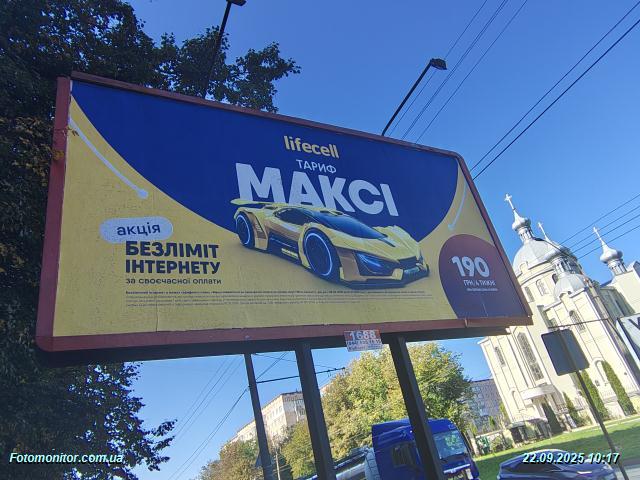 lifecell
ТАРИФ
МАКСІ
акція
БЕЗЛІМІТ
ІНТЕРНЕТУ
за своєчасної оплати
190
ГРН/4 ТИЖНІ
1688
Fotomonitor.com.ua
22.09.2025 10:17